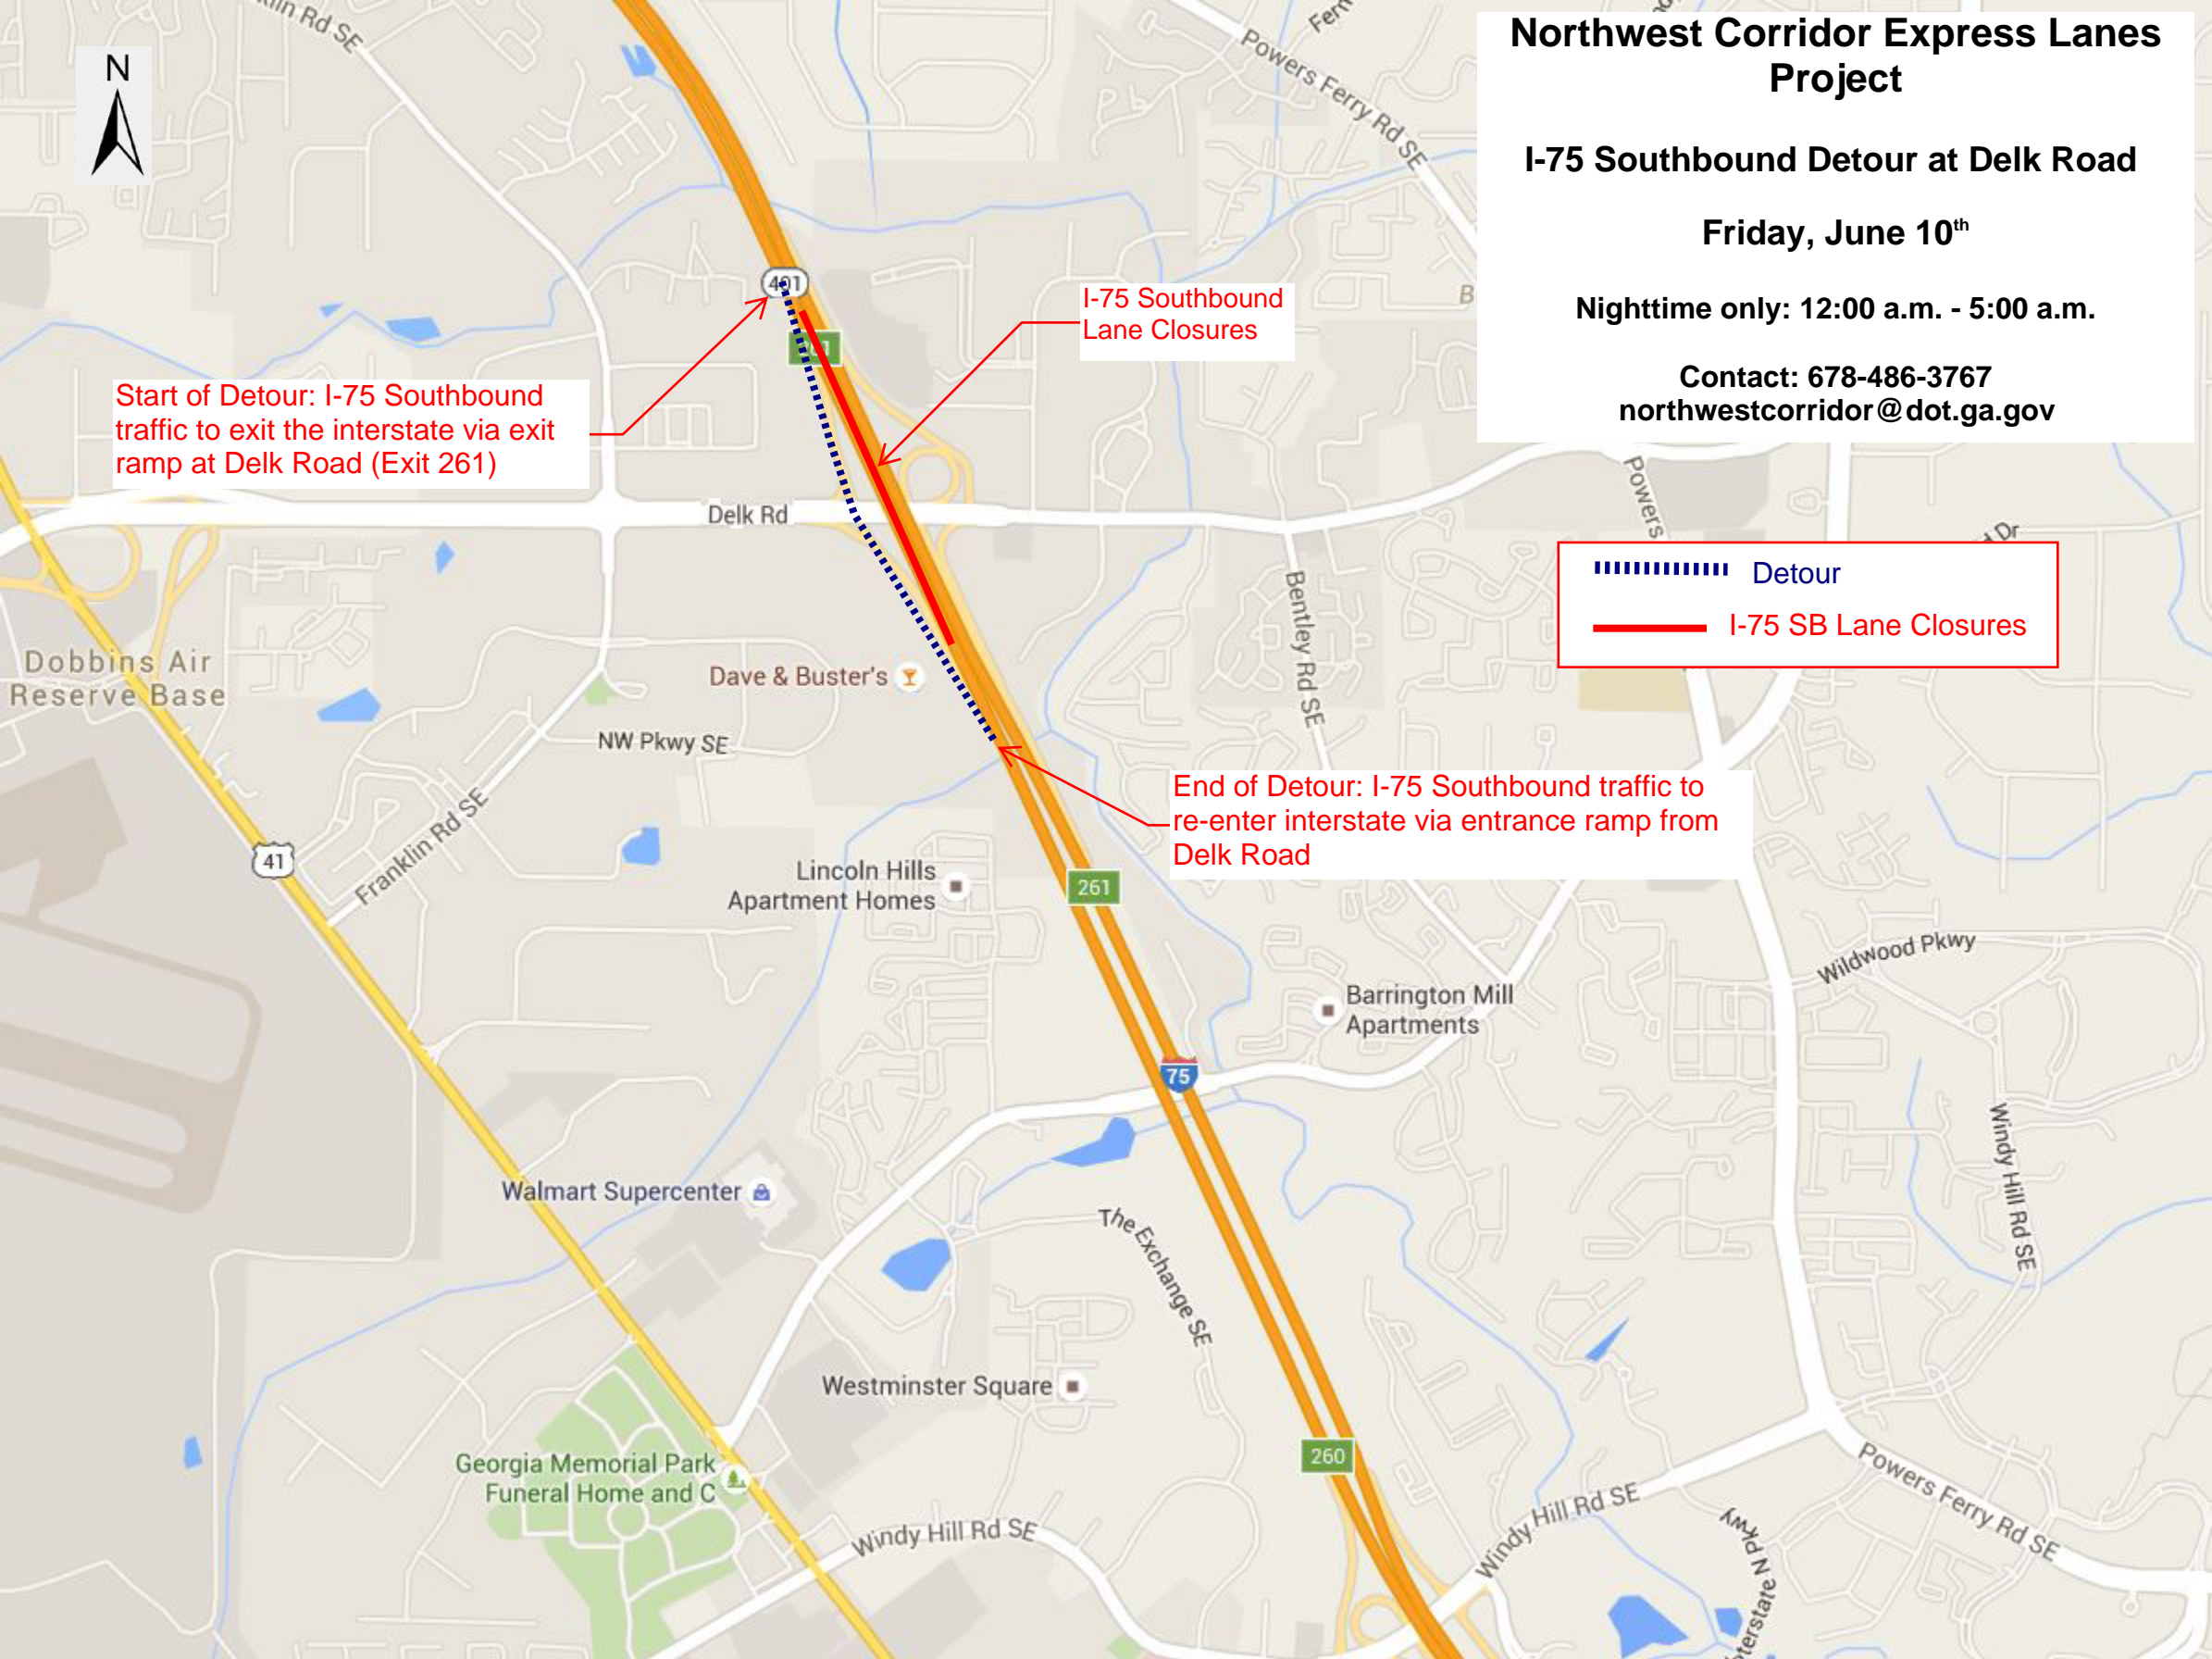 Northwest Corridor Express Lanes
Project
I-75 Southbound Detour at Delk Road
Friday, June 10th
Nighttime only: 12:00 a.m. - 5:00 a.m.
Contact: 678-486-3767
northwestcorridor@dot.ga.gov
N
Rd SE
Powers Ferry Rd SE
401
I-75 Southbound
Lane Closures
Start of Detour: I-75 Southbound
traffic to exit the interstate via exit
ramp at Delk Road (Exit 261)
Delk Rd
Powers
Dr
Detour
I-75 SB Lane Closures
Bentley Rd SE
Dobbins Air
Reserve Base
Dave & Buster's
NW Pkwy SE
End of Detour: I-75 Southbound traffic to
re-enter interstate via entrance ramp from
Delk Road
41
Franklin Rd SE
Lincoln Hills
Apartment Homes
261
Wildwood Pkwy
Barrington Mill
Apartments
75
Windy Hill Rd SE
Walmart Supercenter
The Exchange SE
Westminster Square
260
Georgia Memorial Park
Funeral Home and C
Windy Hill Rd SE
Windy Hill Rd SE
Powers Ferry Rd SE
N Pkwy